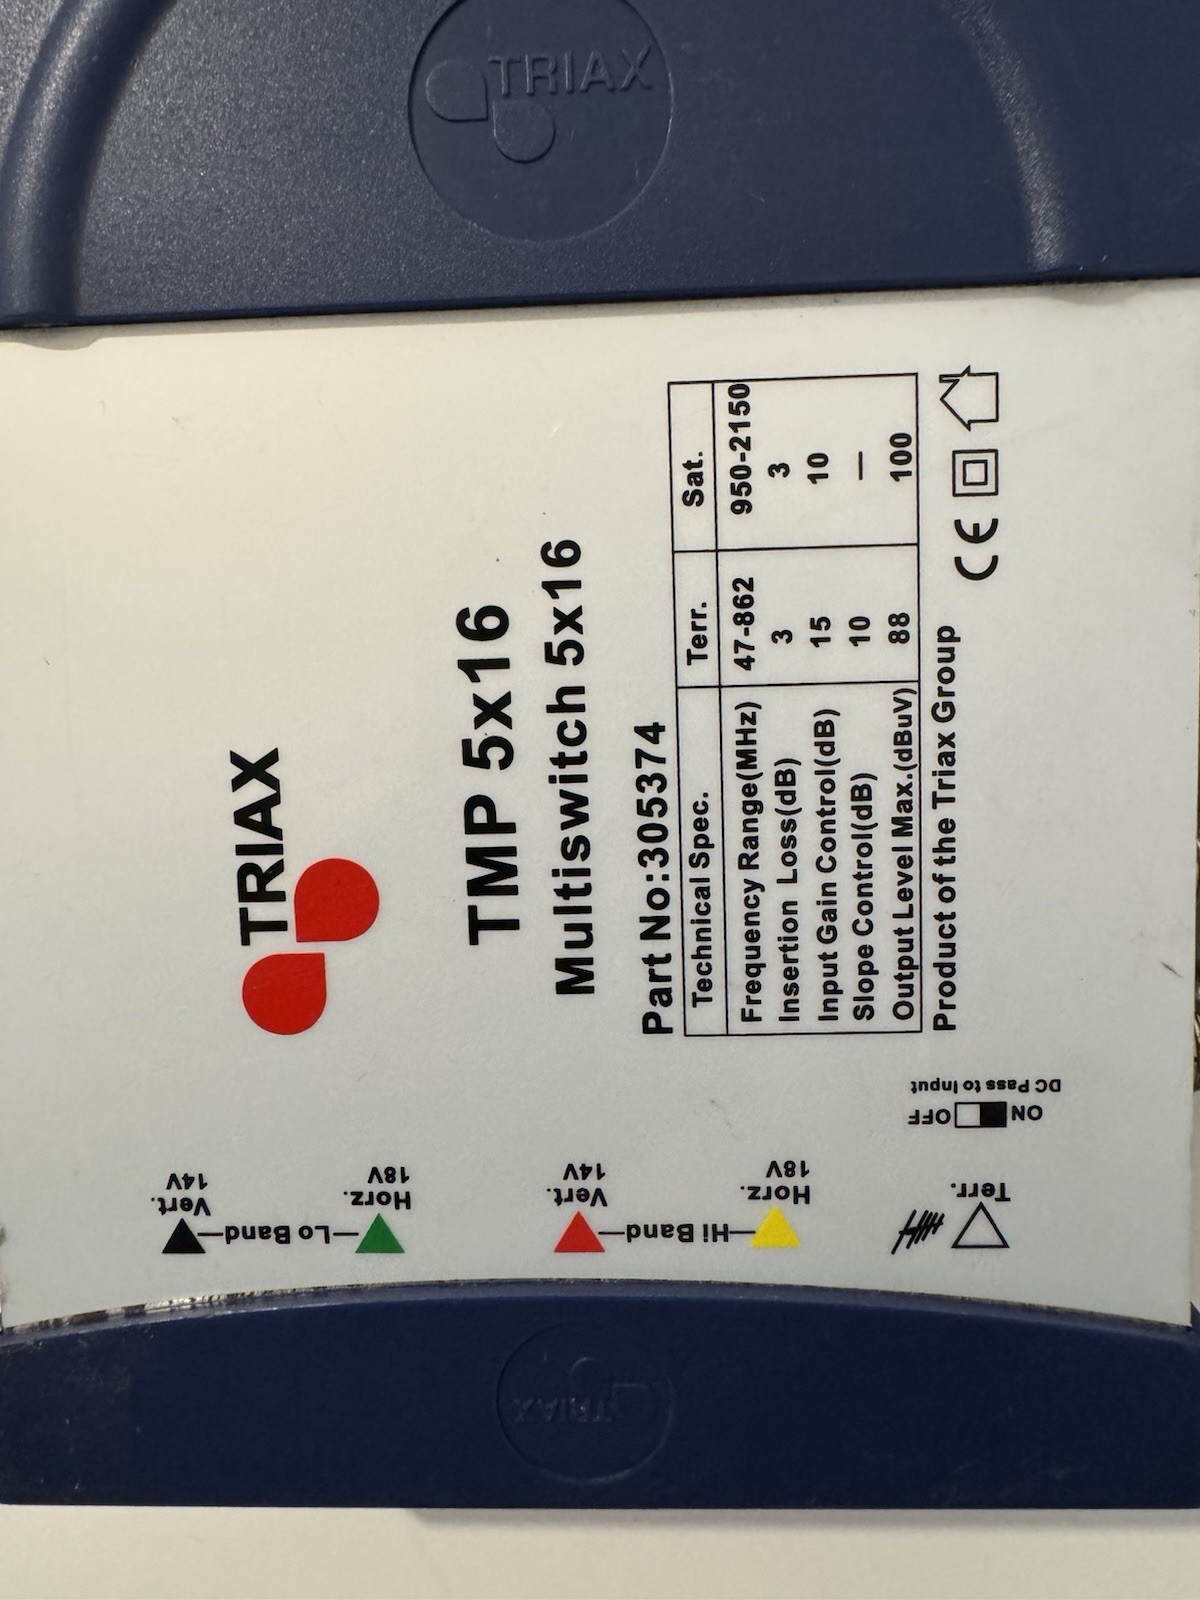 TRIAX
TRIAX
TMP 5x16
Multiswitch 5x16
Part No:305374
Technical Spec. Terr. Sat.
Frequency Range(MHz) 47-862 950-2150
Insertion Loss(dB) 3 3
Input Gain Control(dB) 15 10
Slope Control(dB) 10 —
Output Level Max.(dBuV) 88 100
Product of the Triax Group CE
DC Pass to Input
ON OFF
Terr.
18V
Horz.
Hi Band
14V
Vert.
18V
Horz.
Lo Band
14V
Vert.
TRIAX